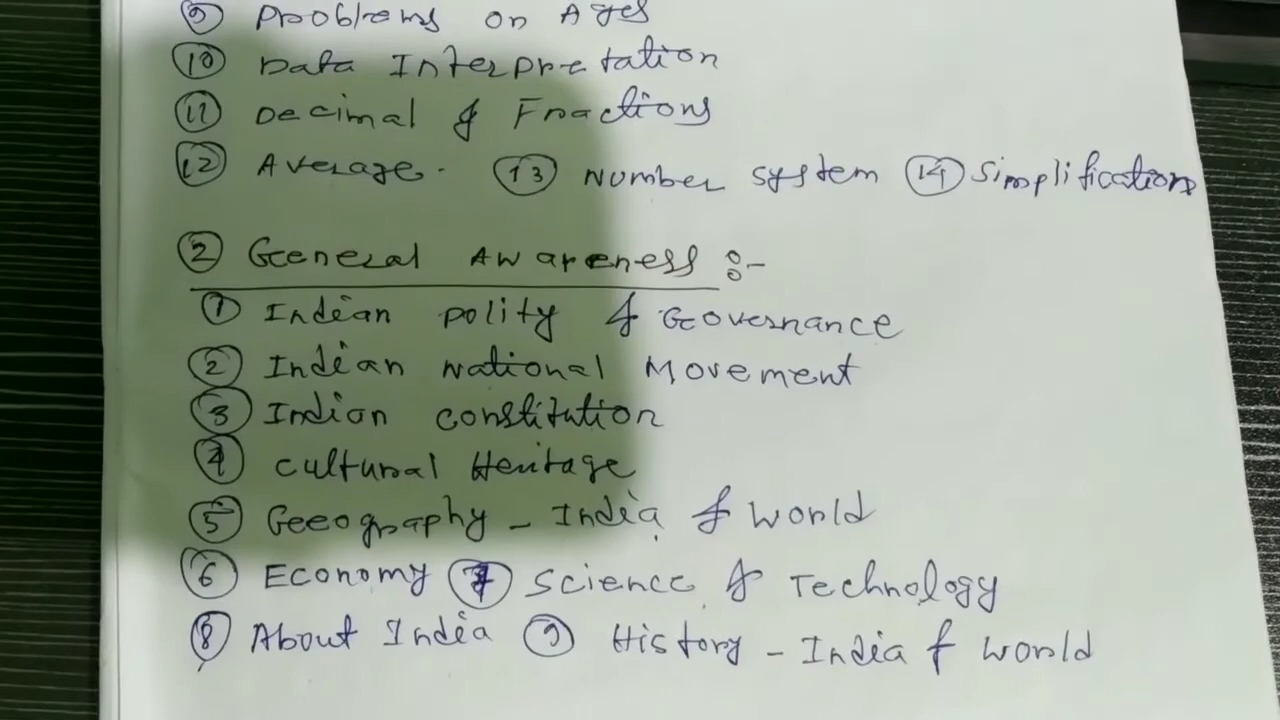 ⑨ Problems on Ages
⑩ Data Interpretation
⑪ Decimal & Fractions
⑫ Average. ⑬ Number system ⑭ Simplification
② General Awareness :-
① Indian polity & Governance
② Indian National Movement
③ Indian constitution
④ Cultural Heritage
⑤ Geeography - India & World
⑥ Economy ⑦ Science & Technology
⑧ About India ⑨ History - India & World